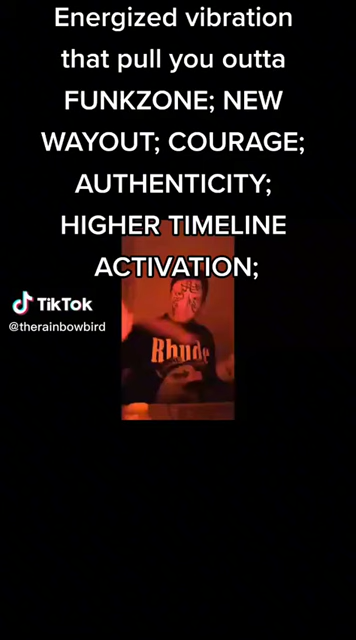 Energized vibration
that pull you outta
FUNKZONE; NEW
WAYOUT; COURAGE;
AUTHENTICITY;
HIGHER TIMELINE
ACTIVATION;
TikTok
@therainbowbird
Rhude